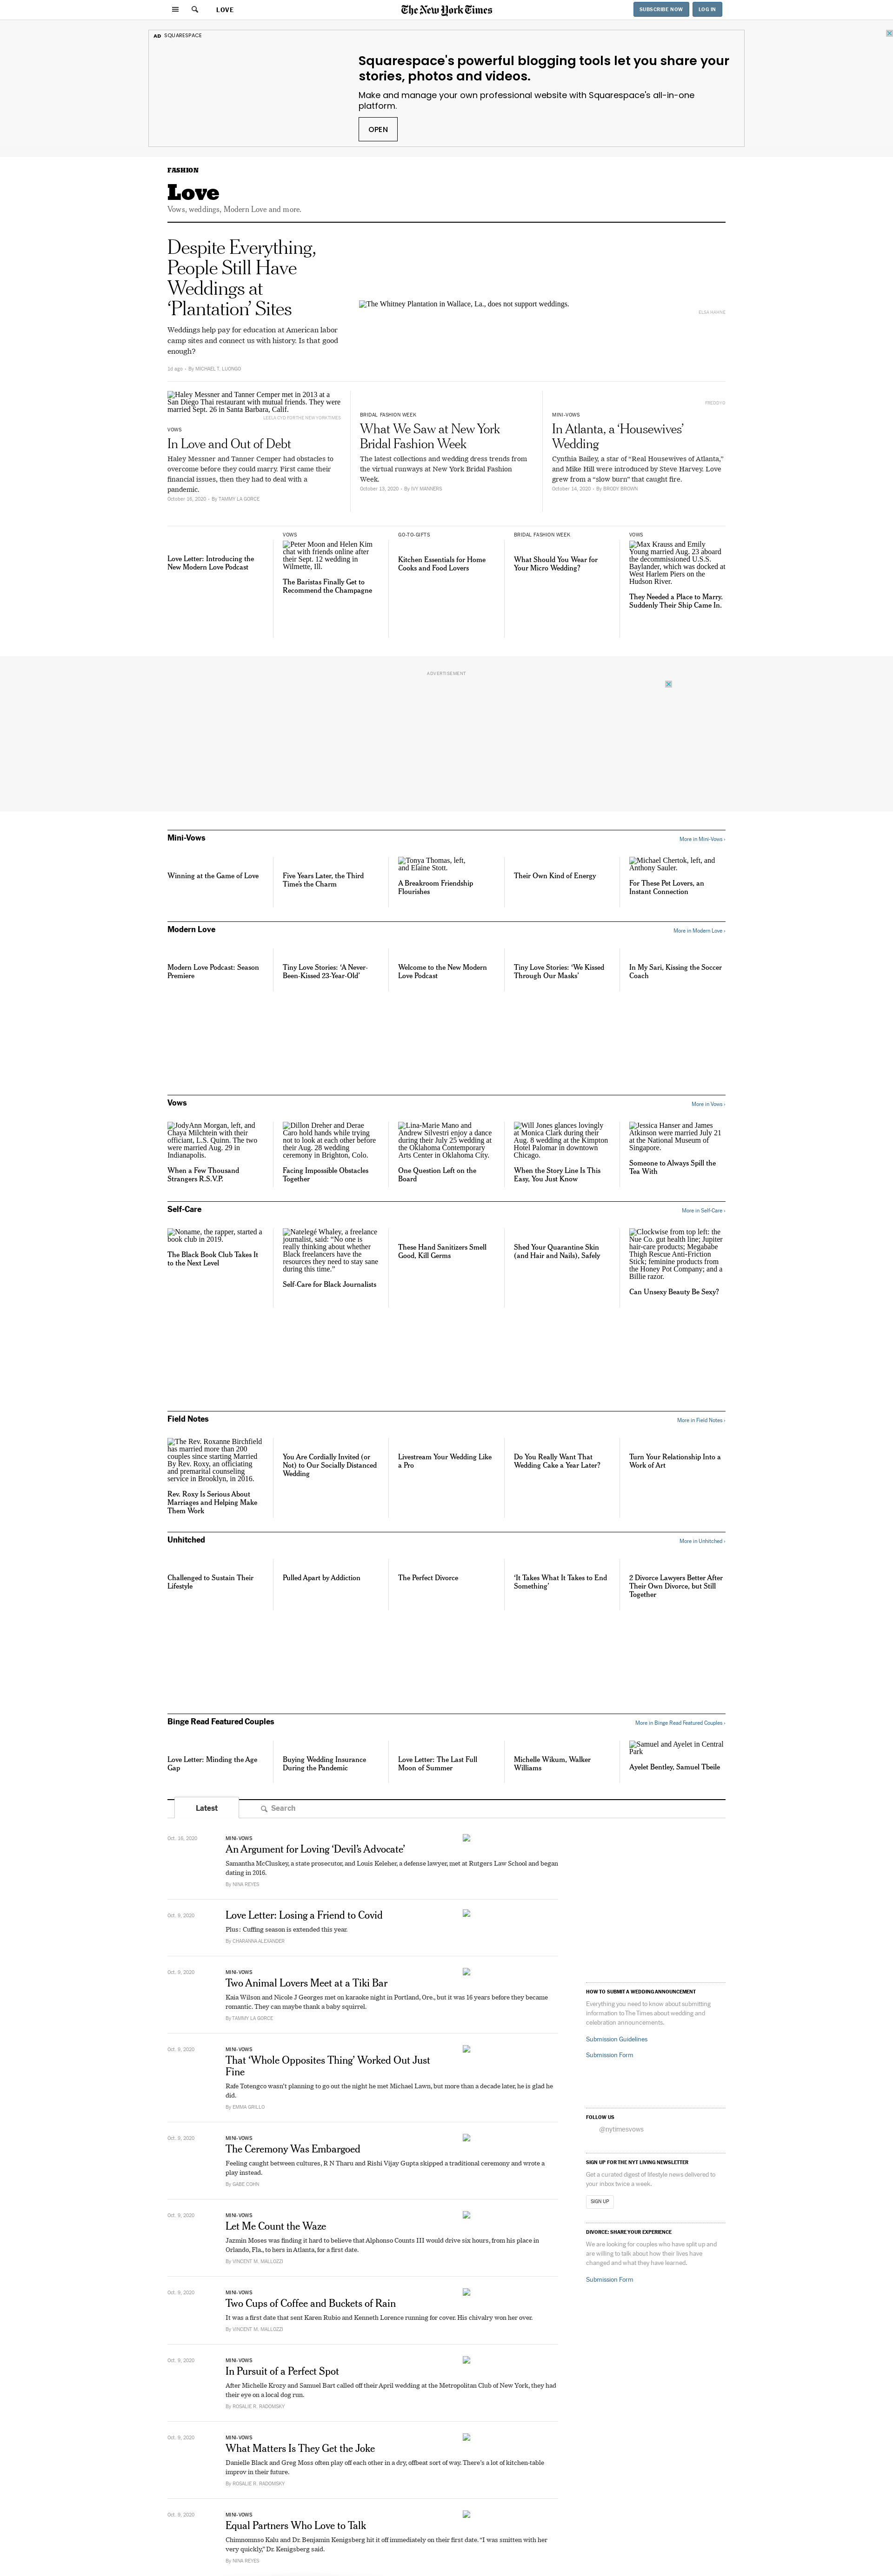 LOVE
The New York Times
SUBSCRIBE NOW
LOG IN
AD SQUARESPACE
Squarespace's powerful blogging tools let you share your
stories, photos and videos.
Make and manage your own professional website with Squarespace's all-in-one
platform.
OPEN
FASHION
Love
Vows, weddings, Modern Love and more.
Despite Everything,
People Still Have
Weddings at
‘Plantation’ Sites
Weddings help pay for education at American labor
camp sites and connect us with history. Is that good
enough?
1d ago · By MICHAEL T. LUONGO
The Whitney Plantation in Wallace, La., does not support weddings.
ELSA HAHNE
Haley Messner and Tanner Cemper met in 2013 at a
San Diego Thai restaurant with mutual friends. They were
married Sept. 26 in Santa Barbara, Calif.
LEELA CYD FORTHE NEW YORKTIMES
VOWS
In Love and Out of Debt
Haley Messner and Tanner Cemper had obstacles to
overcome before they could marry. First came their
financial issues, then they had to deal with a
pandemic.
October 16, 2020 · By TAMMY LA GORCE
BRIDAL FASHION WEEK
What We Saw at New York
Bridal Fashion Week
The latest collections and wedding dress trends from
the virtual runways at New York Bridal Fashion
Week.
October 13, 2020 · By IVY MANNERS
FREDDYO
MINI-VOWS
In Atlanta, a ‘Housewives’
Wedding
Cynthia Bailey, a star of “Real Housewives of Atlanta,”
and Mike Hill were introduced by Steve Harvey. Love
grew from a “slow burn” that caught fire.
October 14, 2020 · By BRODY BROWN
Love Letter: Introducing the
New Modern Love Podcast
VOWS
Peter Moon and Helen Kim
chat with friends online after
their Sept. 12 wedding in
Wilmette, Ill.
The Baristas Finally Get to
Recommend the Champagne
GO-TO-GIFTS
Kitchen Essentials for Home
Cooks and Food Lovers
BRIDAL FASHION WEEK
What Should You Wear for
Your Micro Wedding?
VOWS
Max Krauss and Emily
Young married Aug. 23 aboard
the decommissioned U.S.S.
Baylander, which was docked at
West Harlem Piers on the
Hudson River.
They Needed a Place to Marry.
Suddenly Their Ship Came In.
ADVERTISEMENT
Mini-Vows
More in Mini-Vows ›
Winning at the Game of Love
Five Years Later, the Third
Time’s the Charm
Tonya Thomas, left,
and Elaine Stott.
A Breakroom Friendship
Flourishes
Their Own Kind of Energy
Michael Chertok, left, and
Anthony Sauler.
For These Pet Lovers, an
Instant Connection
Modern Love
More in Modern Love ›
Modern Love Podcast: Season
Premiere
Tiny Love Stories: ‘A Never-
Been-Kissed 23-Year-Old’
Welcome to the New Modern
Love Podcast
Tiny Love Stories: ‘We Kissed
Through Our Masks’
In My Sari, Kissing the Soccer
Coach
Vows
More in Vows ›
JodyAnn Morgan, left, and
Chaya Milchtein with their
officiant, L.S. Quinn. The two
were married Aug. 29 in
Indianapolis.
When a Few Thousand
Strangers R.S.V.P.
Dillon Dreher and Derae
Caro hold hands while trying
not to look at each other before
their Aug. 28 wedding
ceremony in Brighton, Colo.
Facing Impossible Obstacles
Together
Lina-Marie Mano and
Andrew Sistrunk enjoy a dance
during their July 25 wedding at
the Oklahoma Contemporary
Arts Center in Oklahoma City.
One Question Left on the
Board
Will Jones glances lovingly
at Monica Clark during their
Aug. 8 wedding at the Kimpton
Hotel Palomar in downtown
Chicago.
When the Story Line Is This
Easy, You Just Know
Jessica Hanser and James
Atkinson were married July 21
at the National Museum of
Singapore.
Someone to Always Spill the
Tea With
Self-Care
More in Self-Care ›
Noname, the rapper, started a
book club in 2019.
The Black Book Club Takes It
to the Next Level
Natelegé Whaley, a freelance
journalist, said: “No one is
really thinking about whether
Black freelancers have the
resources they need to stay sane
during this time.”
Self-Care for Black Journalists
These Hand Sanitizers Smell
Good, Kill Germs
Shed Your Quarantine Skin
(and Hair and Nails), Safely
Clockwise from top left: the
Nue Co. gut health line; Jupiter
hair-care products; Megababe
Thigh Rescue Anti-Friction
Stick; feminine products from
the Honey Pot Company; and a
Billie razor.
Can Unsexy Beauty Be Sexy?
Field Notes
More in Field Notes ›
The Rev. Roxanne Birchfield
has married more than 200
couples since starting Married
By Rev. Roxy, an officiating
and premarital counseling
service in Brooklyn, in 2016.
Rev. Roxy Is Serious About
Marriages and Helping Make
Them Work
You Are Cordially Invited (or
Not) to Our Socially Distanced
Wedding
Livestream Your Wedding Like
a Pro
Do You Really Want That
Wedding Cake a Year Later?
Turn Your Relationship Into a
Work of Art
Unhitched
More in Unhitched ›
Challenged to Sustain Their
Lifestyle
Pulled Apart by Addiction
The Perfect Divorce
‘It Takes What It Takes to End
Something’
2 Divorce Lawyers Better After
Their Own Divorce, but Still
Together
Binge Read Featured Couples
More in Binge Read Featured Couples ›
Love Letter: Minding the Age
Gap
Buying Wedding Insurance
During the Pandemic
Love Letter: The Last Full
Moon of Summer
Michelle Wikum, Walker
Williams
Samuel and Ayelet in Central
Park
Ayelet Bentley, Samuel Tbeile
Latest
Search
Oct. 16, 2020
MINI-VOWS
An Argument for Loving ‘Devil’s Advocate’
Samantha McCluskey, a state prosecutor, and Louis Keleher, a defense lawyer, met at Rutgers Law School and began
dating in 2016.
By NINA REYES
Oct. 9, 2020
Love Letter: Losing a Friend to Covid
Plus: Cuffing season is extended this year.
By CHARANNA ALEXANDER
Oct. 9, 2020
MINI-VOWS
Two Animal Lovers Meet at a Tiki Bar
Kaia Wilson and Nicole J Georges met on karaoke night in Portland, Ore., but it was 16 years before they became
romantic. They can maybe thank a baby squirrel.
By TAMMY LA GORCE
Oct. 9, 2020
MINI-VOWS
That ‘Whole Opposites Thing’ Worked Out Just
Fine
Rafe Totengco wasn’t planning to go out the night he met Michael Lawn, but more than a decade later, he is glad he
did.
By EMMA GRILLO
Oct. 9, 2020
MINI-VOWS
The Ceremony Was Embargoed
Feeling caught between cultures, R N Tharu and Rishi Vijay Gupta skipped a traditional ceremony and wrote a
play instead.
By GABE COHN
Oct. 9, 2020
MINI-VOWS
Let Me Count the Waze
Jazmin Moses was finding it hard to believe that Alphonso Counts III would drive six hours, from his place in
Orlando, Fla., to hers in Atlanta, for a first date.
By VINCENT M. MALLOZZI
Oct. 9, 2020
MINI-VOWS
Two Cups of Coffee and Buckets of Rain
It was a first date that sent Karen Rubio and Kenneth Lorence running for cover. His chivalry won her over.
By VINCENT M. MALLOZZI
Oct. 9, 2020
MINI-VOWS
In Pursuit of a Perfect Spot
After Michelle Krozy and Samuel Bart called off their April wedding at the Metropolitan Club of New York, they had
their eye on a local dog run.
By ROSALIE R. RADOMSKY
Oct. 9, 2020
MINI-VOWS
What Matters Is They Get the Joke
Danielle Black and Greg Moss often play off each other in a dry, offbeat sort of way. There’s a lot of kitchen-table
improv in their future.
By ROSALIE R. RADOMSKY
Oct. 9, 2020
MINI-VOWS
Equal Partners Who Love to Talk
Chimnomnso Kalu and Dr. Benjamin Kenigsberg hit it off immediately on their first date. “I was smitten with her
very quickly,” Dr. Kenigsberg said.
By NINA REYES
HOW TO SUBMIT A WEDDING ANNOUNCEMENT
Everything you need to know about submitting
information to The Times about wedding and
celebration announcements.
Submission Guidelines
Submission Form
FOLLOW US
@nytimesvows
SIGN UP FOR THE NYT LIVING NEWSLETTER
Get a curated digest of lifestyle news delivered to
your inbox twice a week.
SIGN UP
DIVORCE: SHARE YOUR EXPERIENCE
We are looking for couples who have split up and
are willing to talk about how their lives have
changed and what they have learned.
Submission Form